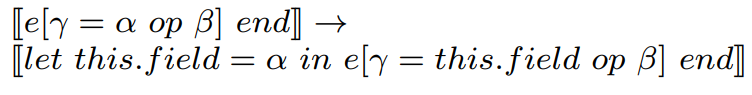 ⟦e[γ = α op β] end⟧ →
⟦let this.field = α in e[γ = this.field op β] end⟧